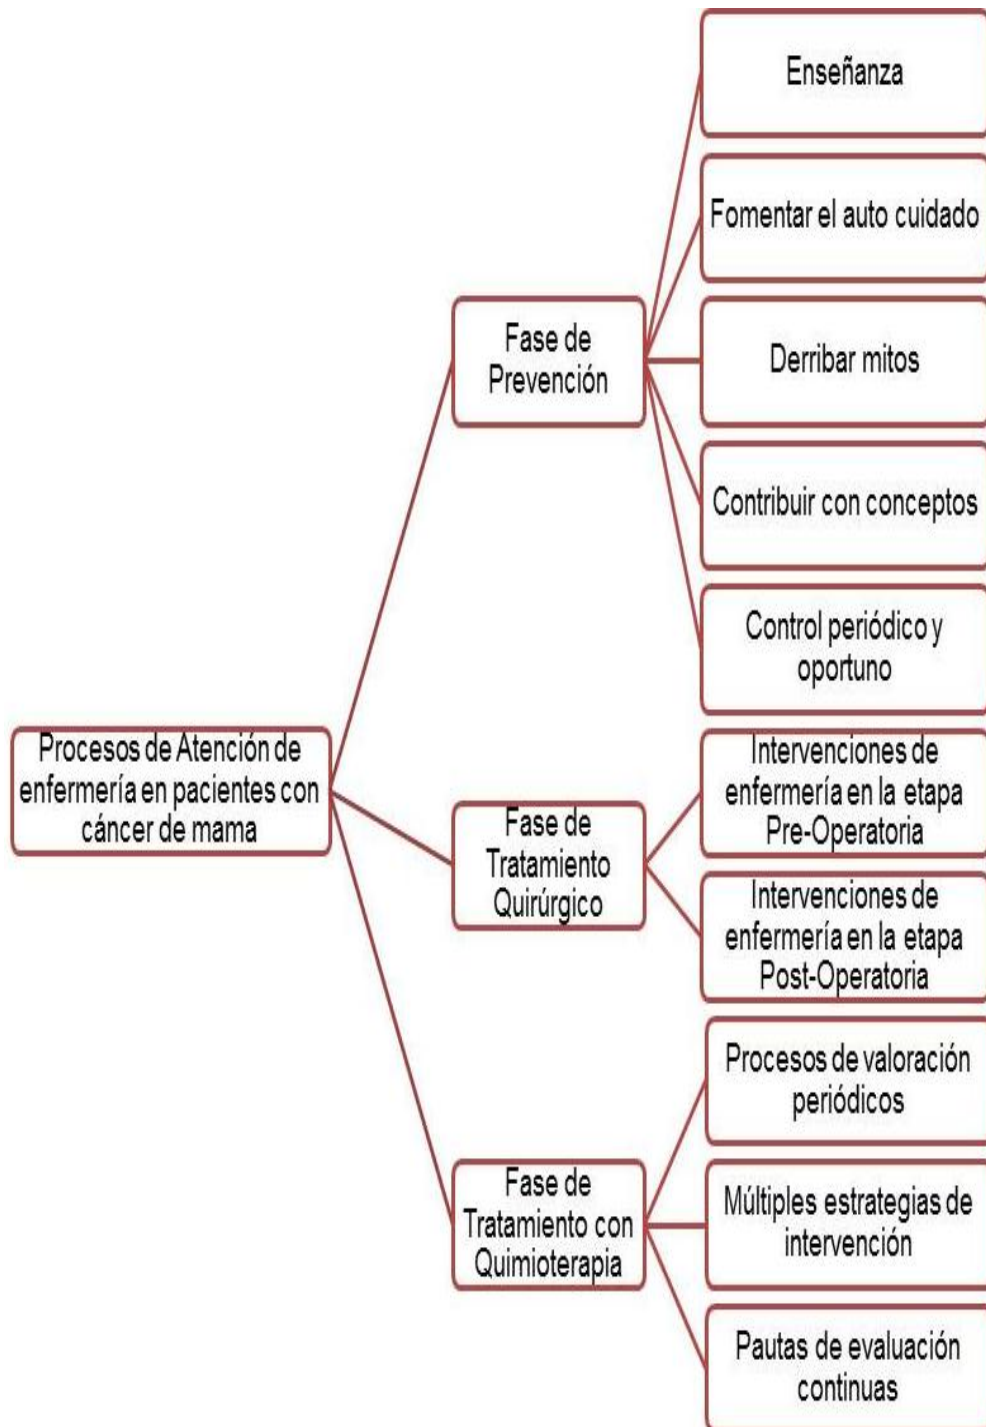 Procesos de Atención de
enfermería en pacientes con
cáncer de mama
Fase de
Prevención
Enseñanza
Fomentar el auto cuidado
Derribar mitos
Contribuir con conceptos
Control periódico y
oportuno
Fase de
Tratamiento
Quirúrgico
Intervenciones de
enfermería en la etapa
Pre-Operatoria
Intervenciones de
enfermería en la etapa
Post-Operatoria
Fase de
Tratamiento con
Quimioterapia
Procesos de valoración
periódicos
Múltiples estrategias de
intervención
Pautas de evaluación
continuas